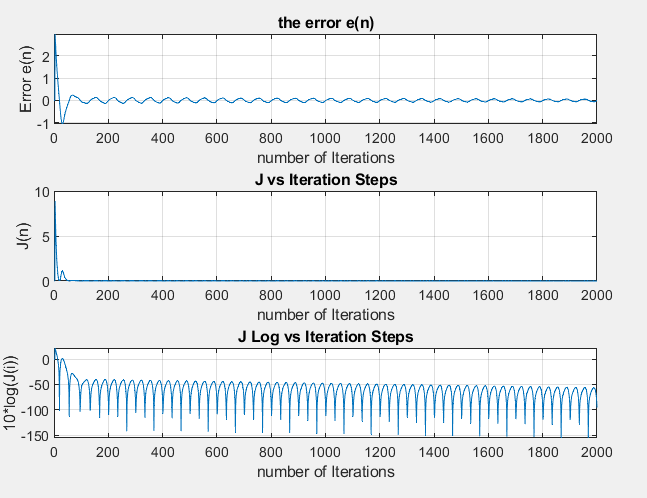 the error e(n)
Error e(n)
2
1
0
-1
0 200 400 600 800 1000 1200 1400 1600 1800 2000
number of Iterations
J vs Iteration Steps
J(n)
10
5
0
0 200 400 600 800 1000 1200 1400 1600 1800 2000
number of Iterations
J Log vs Iteration Steps
10*log(J(i))
0
-50
-100
-150
0 200 400 600 800 1000 1200 1400 1600 1800 2000
number of Iterations